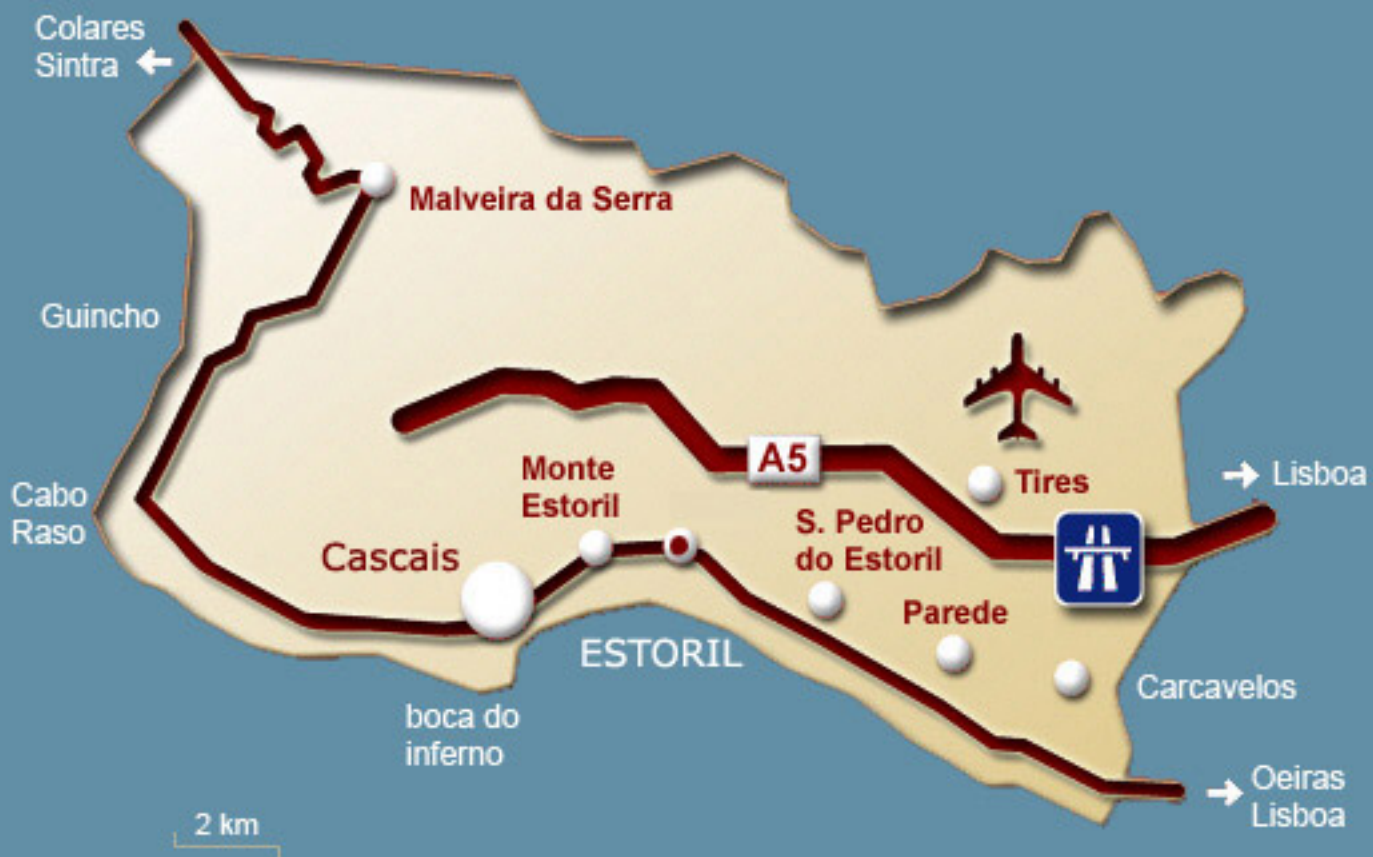 Colares
Sintra
Malveira da Serra
Guincho
A5
Monte
Estoril
Tires
Lisboa
Cabo
Raso
S. Pedro
do Estoril
Cascais
Parede
ESTORIL
Carcavelos
boca do
inferno
Oeiras
Lisboa
2 km